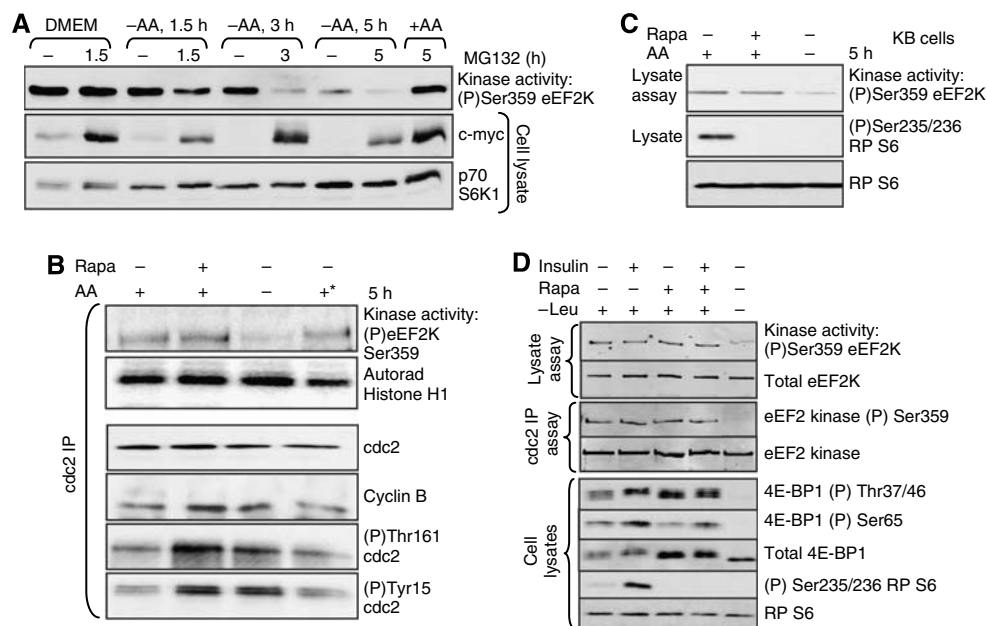 A
DMEM –AA, 1.5 h –AA, 3 h –AA, 5 h +AA
– 1.5 – 1.5 – 3 – 5 5 MG132 (h)
Kinase activity:
(P)Ser359 eEF2K
c-myc
p70
S6K1
Cell lysate
B
Rapa – + – –
AA + + – +* 5 h
cdc2 IP
Kinase activity:
(P)eEF2K
Ser359
Autorad
Histone H1
cdc2
Cyclin B
(P)Thr161
cdc2
(P)Tyr15
cdc2
C
Rapa – + – KB cells
AA + + – 5 h
Lysate
assay
Kinase activity:
(P)Ser359 eEF2K
Lysate
(P)Ser235/236
RP S6
RP S6
D
Insulin – + – + –
Rapa – – + + –
–Leu + + + + –
Lysate
assay
Kinase activity:
(P)Ser359 eEF2K
Total eEF2K
cdc2 IP
assay
eEF2 kinase (P) Ser359
eEF2 kinase
Cell
lysates
4E-BP1 (P) Thr37/46
4E-BP1 (P) Ser65
Total 4E-BP1
(P) Ser235/236 RP S6
RP S6